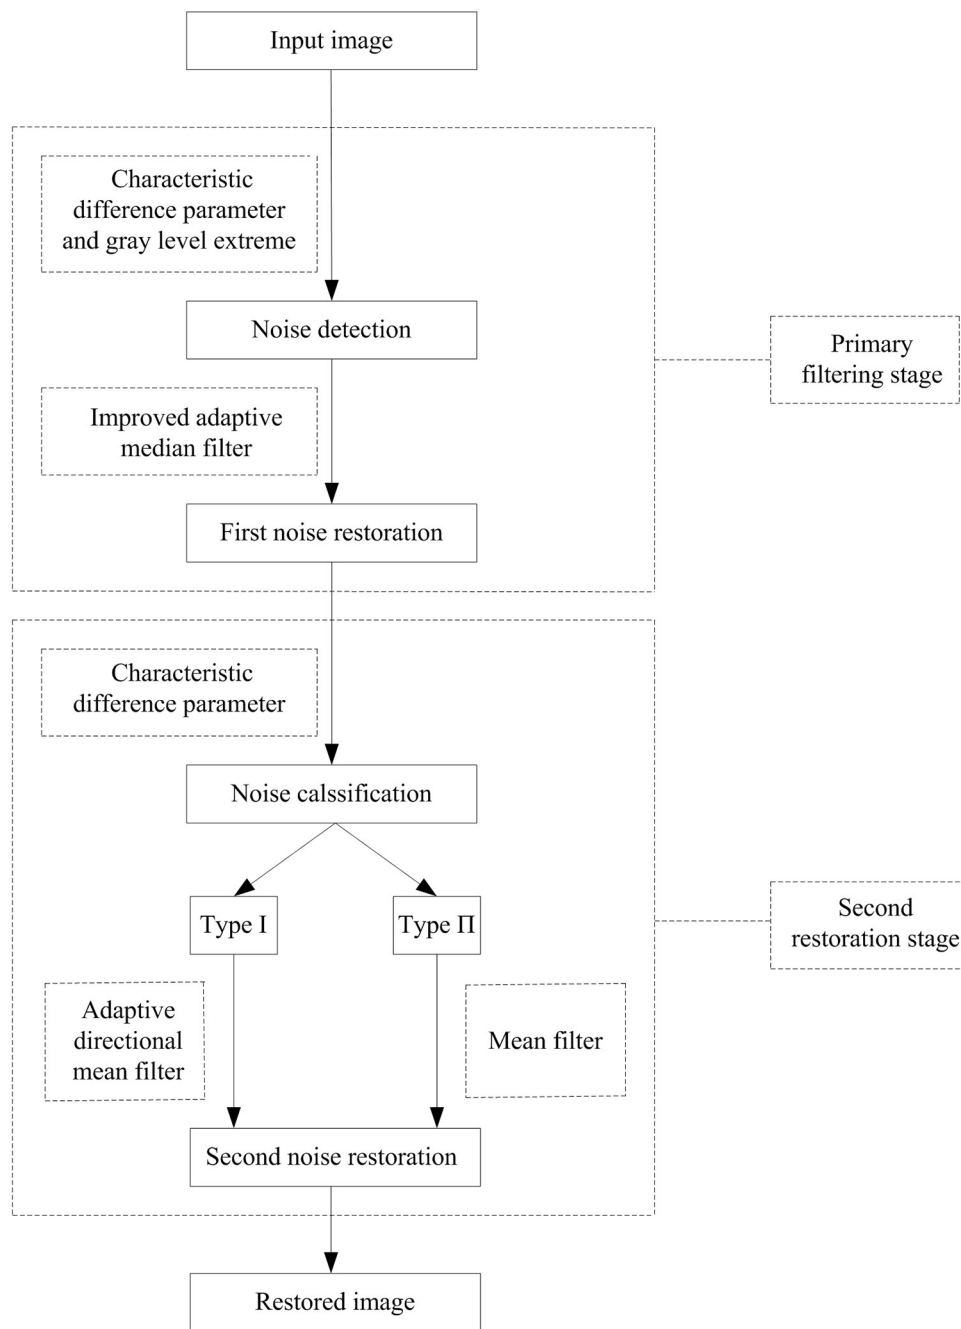 Input image
Characteristic
difference parameter
and gray level extreme
Noise detection
Primary
filtering stage
Improved adaptive
median filter
First noise restoration
Characteristic
difference parameter
Noise calssification
Type I
Type Π
Second
restoration stage
Adaptive
directional
mean filter
Mean filter
Second noise restoration
Restored image